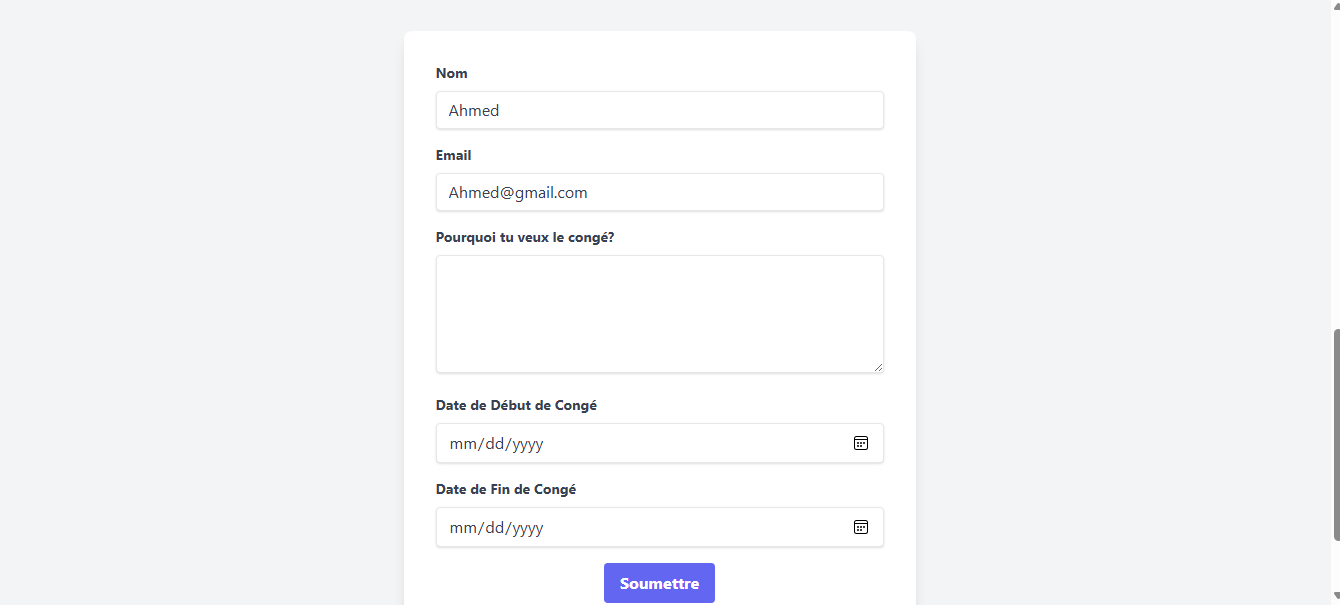 Nom
Ahmed
Email
Ahmed@gmail.com
Pourquoi tu veux le congé?
Date de Début de Congé
mm/dd/yyyy
Date de Fin de Congé
mm/dd/yyyy
Soumettre